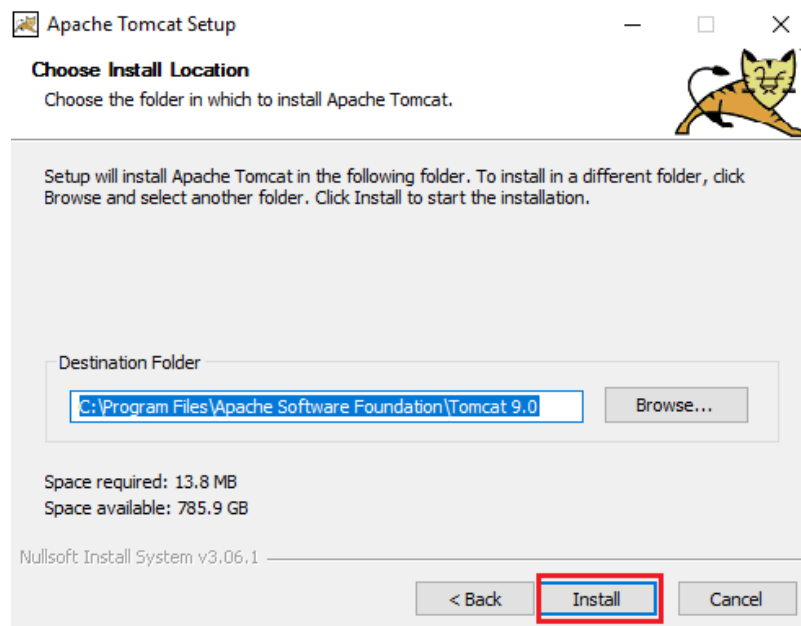 Apache Tomcat Setup
Choose Install Location
Choose the folder in which to install Apache Tomcat.
Setup will install Apache Tomcat in the following folder. To install in a different folder, click
Browse and select another folder. Click Install to start the installation.
Destination Folder
C:\Program Files\Apache Software Foundation\Tomcat 9.0
Browse...
Space required: 13.8 MB
Space available: 785.9 GB
Nullsoft Install System v3.06.1
< Back
Install
Cancel